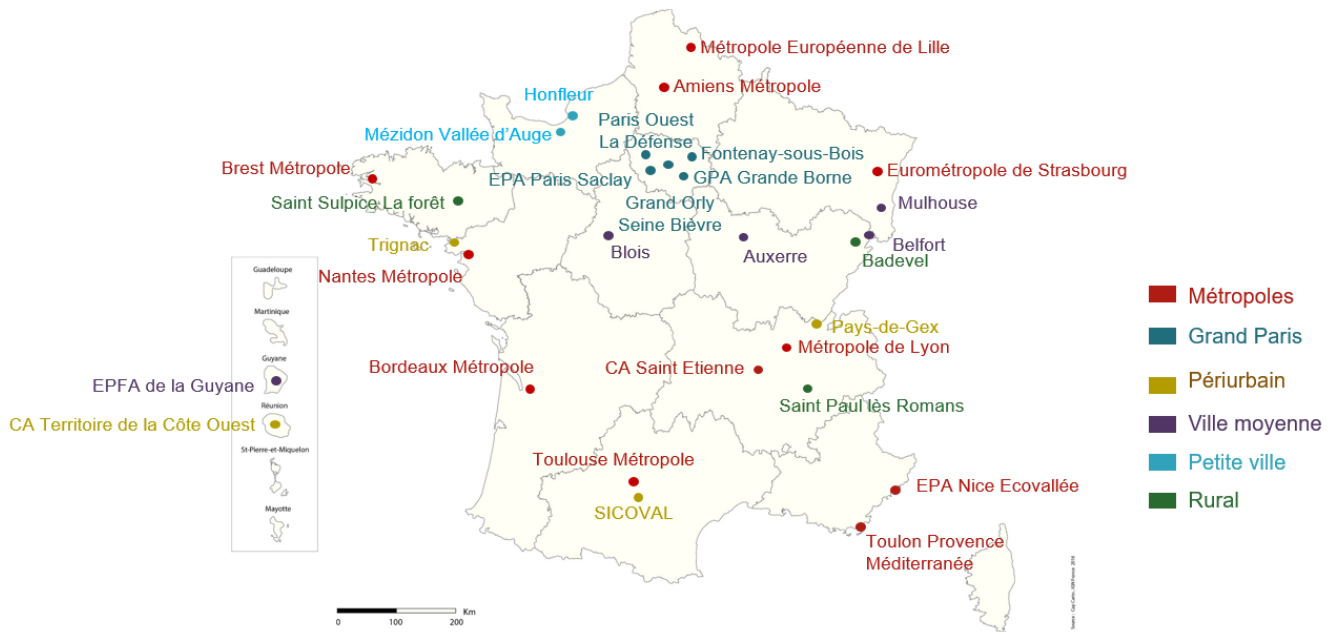 Métropole Européenne de Lille
Amiens Métropole
Honfleur
Mézidon Vallée d'Auge
Paris Ouest
La Défense
Fontenay-sous-Bois
EPA Paris Saclay
GPA Grande Borne
Grand Orly
Seine Bièvre
Brest Métropole
Eurométropole de Strasbourg
Saint Sulpice La forêt
Mulhouse
Trignac
Blois
Auxerre
Belfort
Badevel
Nantes Métropole
Guadeloupe
Martinique
Guyane
EPFA de la Guyane
Réunion
CA Territoire de la Côte Ouest
St-Pierre-et-Miquelon
Mayotte
Pays-de-Gex
Métropole de Lyon
Bordeaux Métropole
CA Saint Etienne
Saint Paul lès Romans
Toulouse Métropole
SICOVAL
EPA Nice Ecovallée
Toulon Provence
Méditerranée
Métropoles
Grand Paris
Périurbain
Ville moyenne
Petite ville
Rural
Km
0 100 200